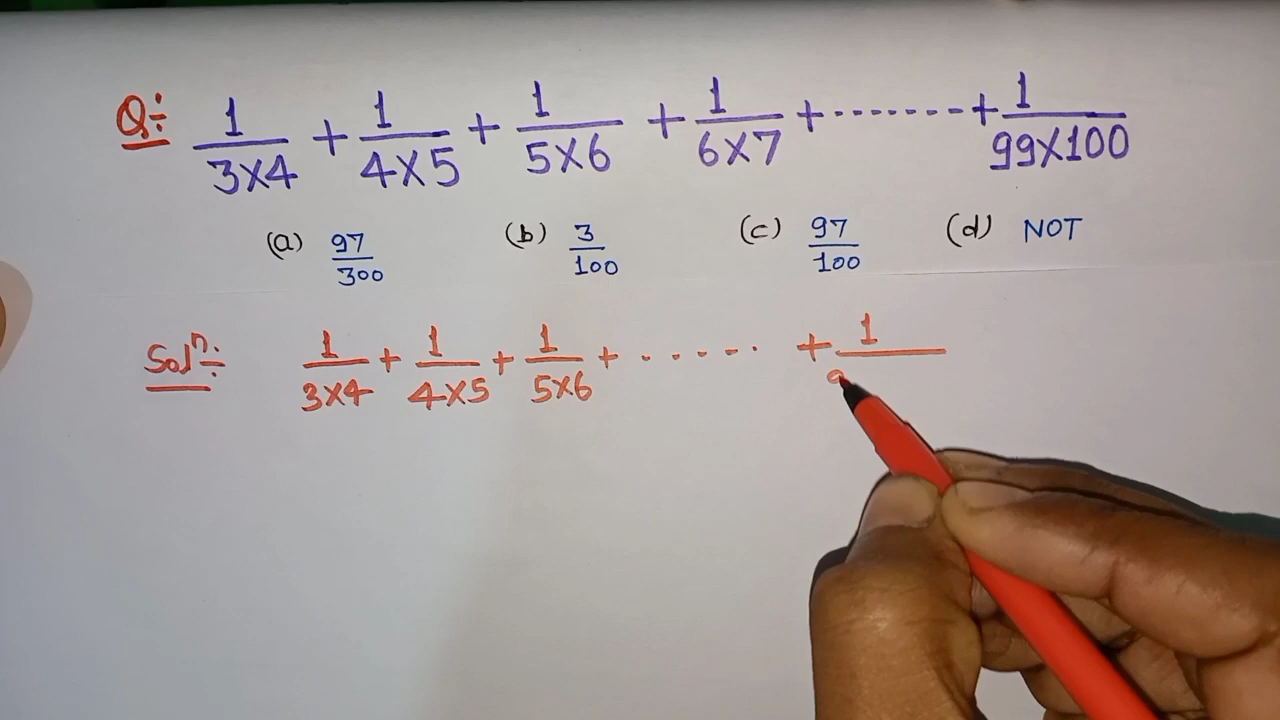 Q:- 1/3×4 + 1/4×5 + 1/5×6 + 1/6×7 +........+ 1/99×100
(a) 97/300 (b) 3/100 (c) 97/100 (d) NOT
Solⁿ:- 1/3×4 + 1/4×5 + 1/5×6 + ...... + 1/9